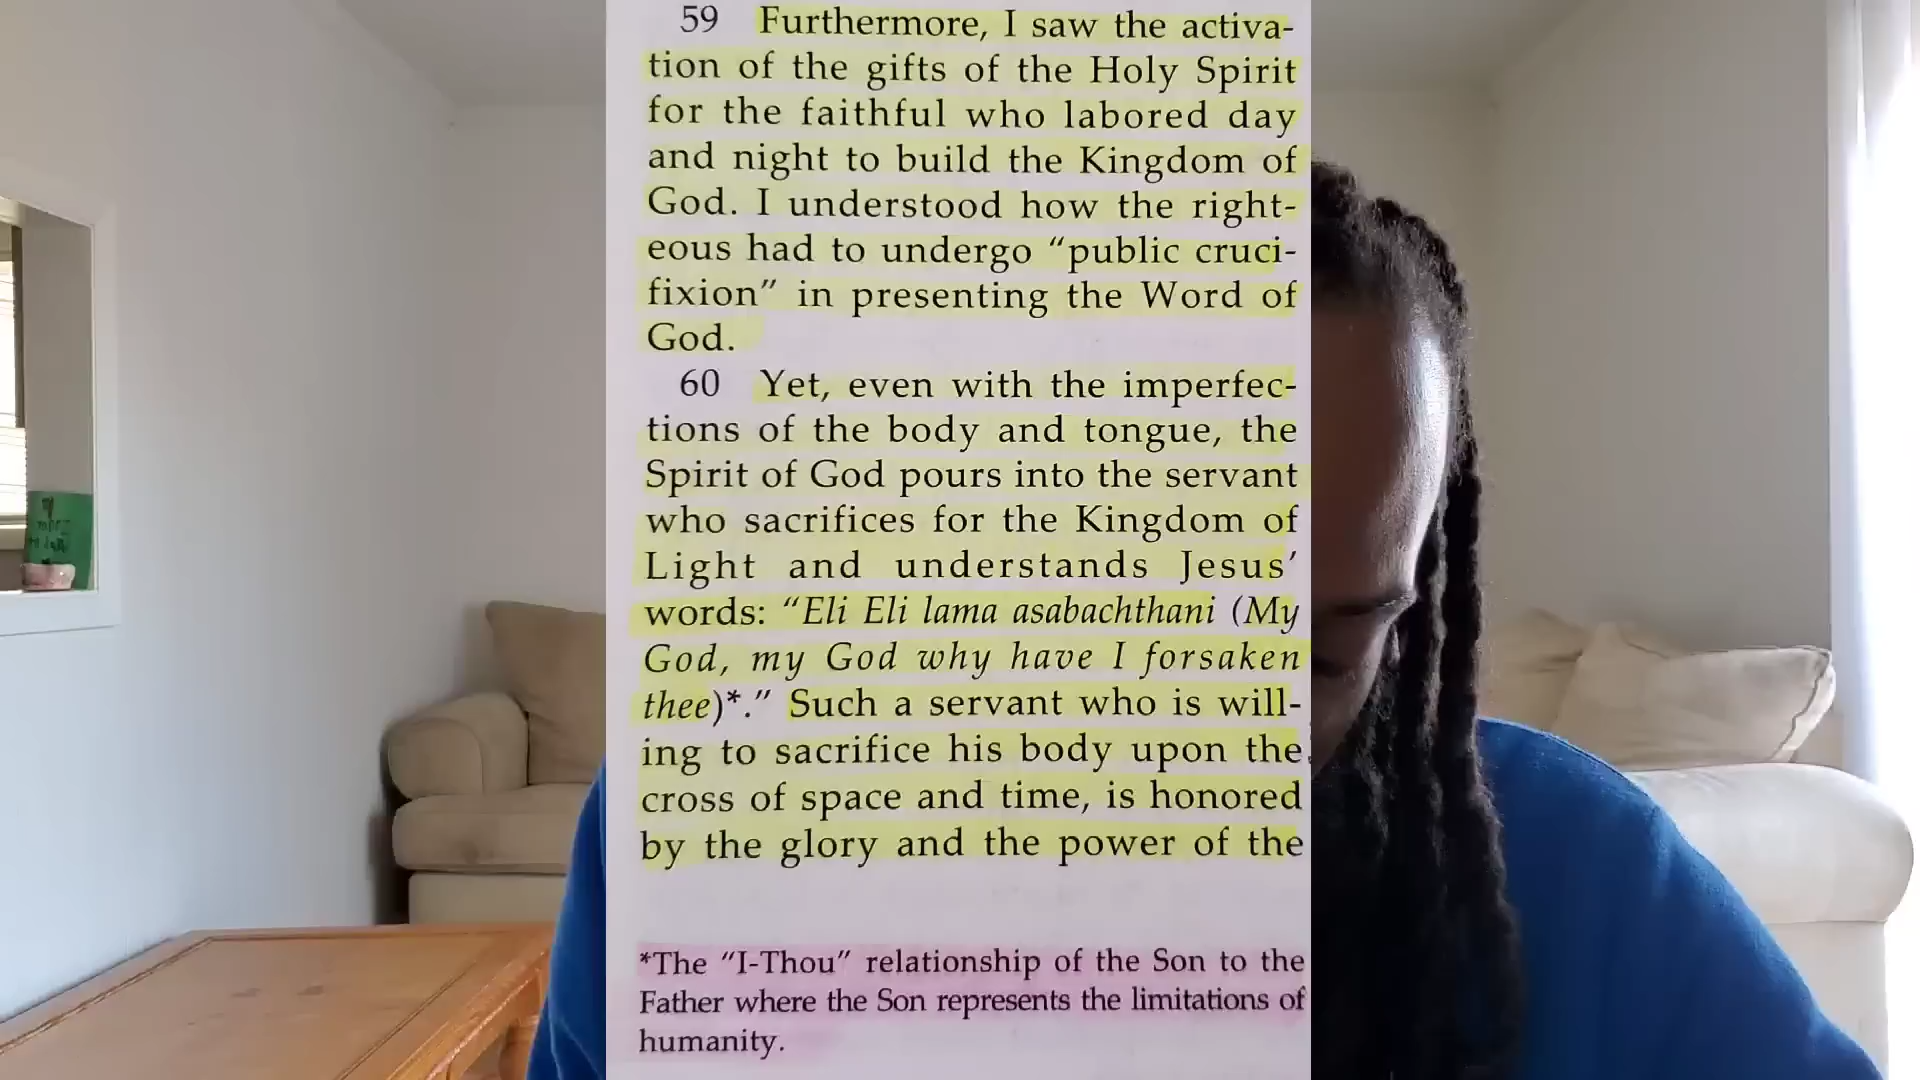 59 Furthermore, I saw the activa-
tion of the gifts of the Holy Spirit
for the faithful who labored day
and night to build the Kingdom of
God. I understood how the right-
eous had to undergo “public cruci-
fixion” in presenting the Word of
God.
60 Yet, even with the imperfec-
tions of the body and tongue, the
Spirit of God pours into the servant
who sacrifices for the Kingdom of
Light and understands Jesus’
words: “Eli Eli lama asabachthani (My
God, my God why have I forsaken
thee)*.” Such a servant who is will-
ing to sacrifice his body upon the
cross of space and time, is honored
by the glory and the power of the
*The “I-Thou” relationship of the Son to the
Father where the Son represents the limitations of
humanity.